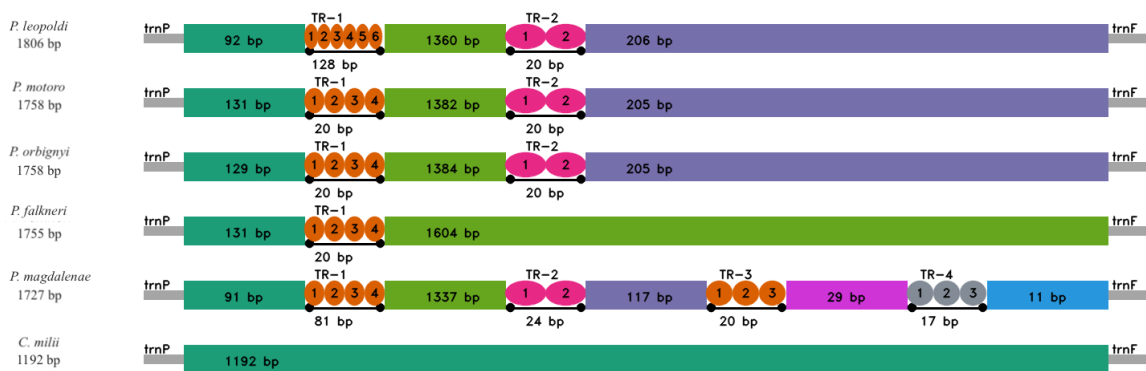 P. leopoldi
1806 bp
trnP
92 bp
TR-1
1 2 3 4 5 6
128 bp
1360 bp
TR-2
1 2
20 bp
206 bp
trnF
P. motoro
1758 bp
trnP
131 bp
TR-1
1 2 3 4
20 bp
1382 bp
TR-2
1 2
20 bp
205 bp
trnF
P. orbignyi
1758 bp
trnP
129 bp
TR-1
1 2 3 4
20 bp
1384 bp
TR-2
1 2
20 bp
205 bp
trnF
P. falkneri
1755 bp
trnP
131 bp
TR-1
1 2 3 4
20 bp
1604 bp
trnF
P. magdalenae
1727 bp
trnP
91 bp
TR-1
1 2 3 4
81 bp
1337 bp
TR-2
1 2
24 bp
117 bp
TR-3
1 2 3
20 bp
29 bp
TR-4
1 2 3
17 bp
11 bp
trnF
C. milii
1192 bp
trnP
1192 bp
trnF